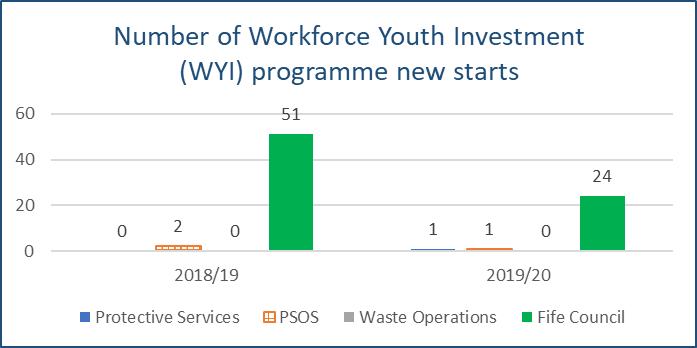 Number of Workforce Youth Investment
(WYI) programme new starts
60
40
20
0
0
2
0
51
1
1
0
24
2018/19
2019/20
Protective Services
PSOS
Waste Operations
Fife Council